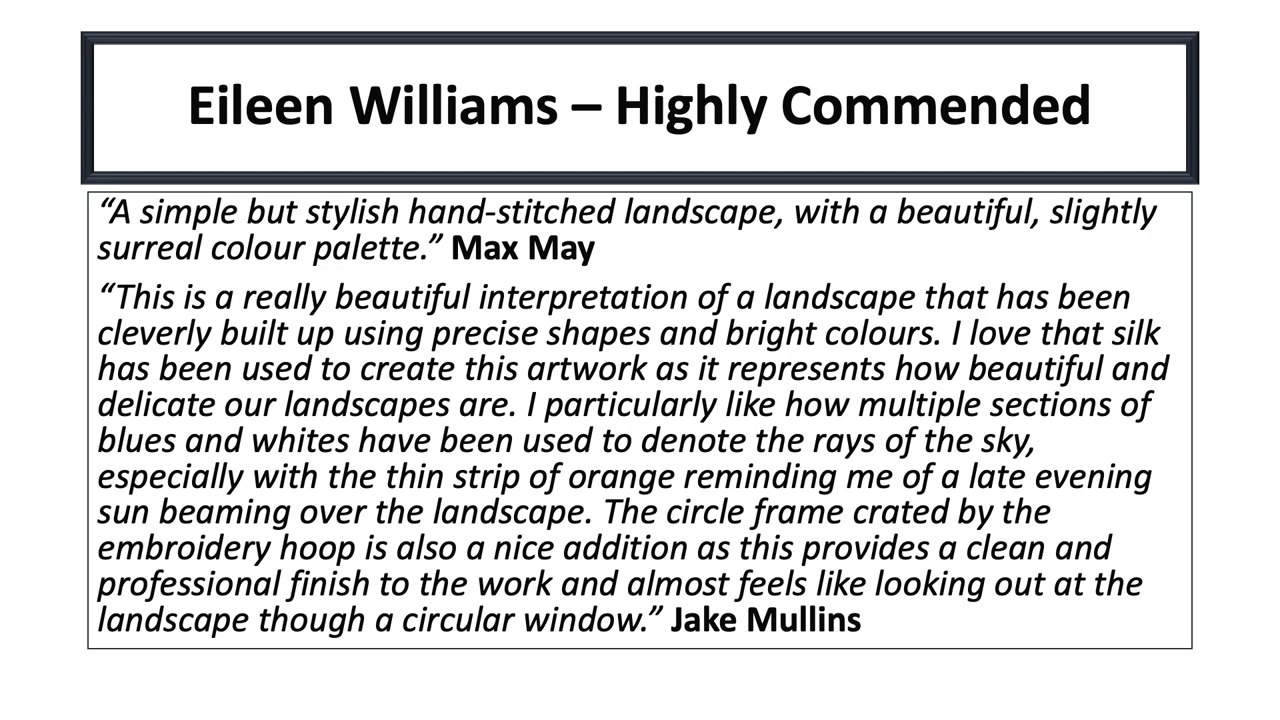 Eileen Williams – Highly Commended
“A simple but stylish hand-stitched landscape, with a beautiful, slightly
surreal colour palette.” Max May
“This is a really beautiful interpretation of a landscape that has been
cleverly built up using precise shapes and bright colours. I love that silk
has been used to create this artwork as it represents how beautiful and
delicate our landscapes are. I particularly like how multiple sections of
blues and whites have been used to denote the rays of the sky,
especially with the thin strip of orange reminding me of a late evening
sun beaming over the landscape. The circle frame crated by the
embroidery hoop is also a nice addition as this provides a clean and
professional finish to the work and almost feels like looking out at the
landscape though a circular window.” Jake Mullins